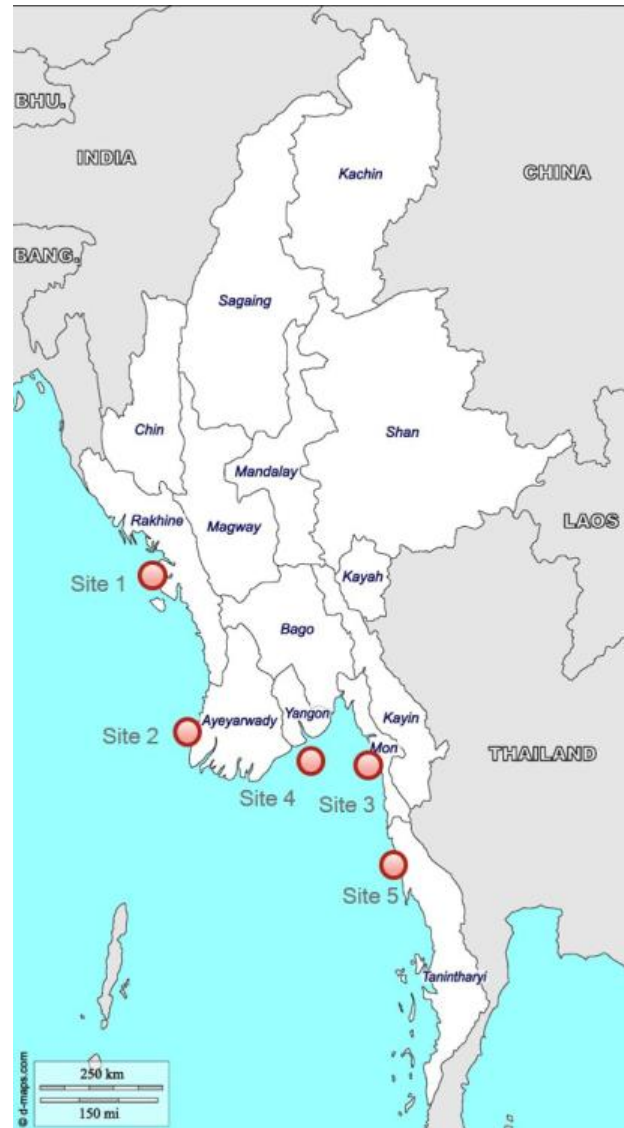 BHU.
INDIA
CHINA
Kachin
BANG.
Sagaing
Chin
Shan
Mandalay
Rakhine
Magway
LAOS
Site 1
Kayah
Bago
Ayeyarwady
Yangon
Kayin
Site 2
Mon
THAILAND
Site 4
Site 3
Site 5
Tanintharyi
© d-maps.com
250 km
150 mi